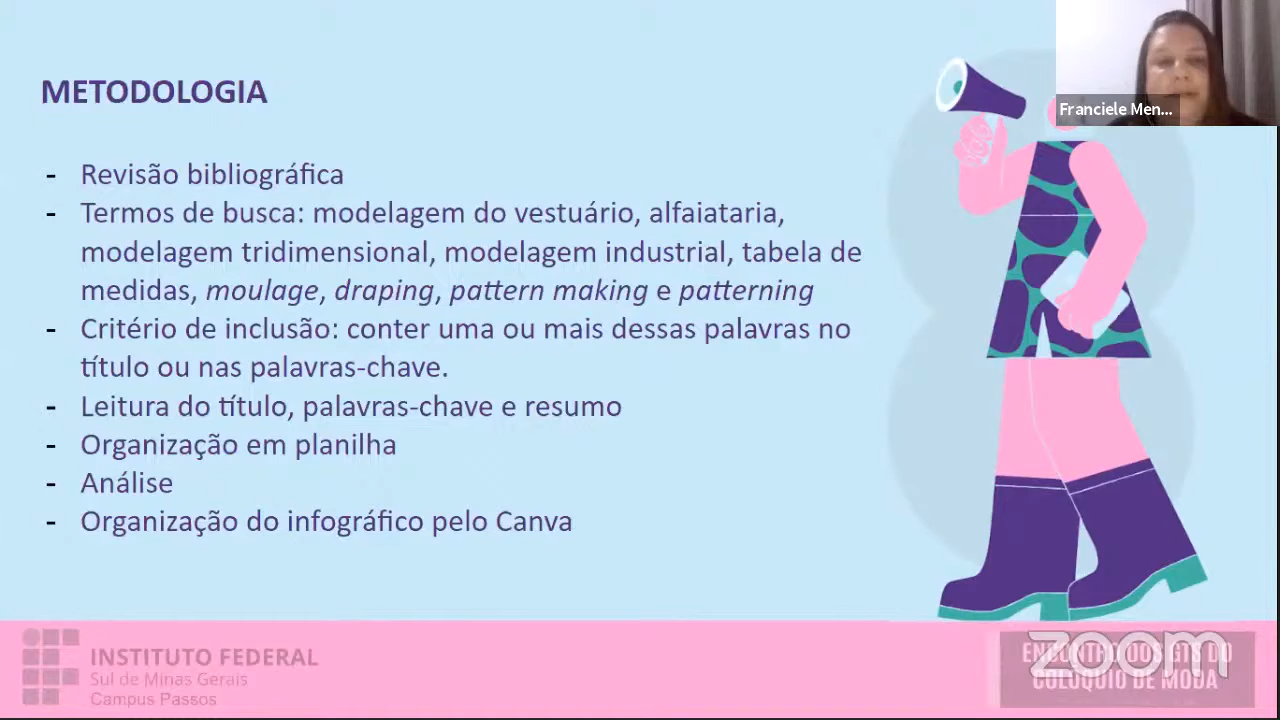 METODOLOGIA
Franciele Men...
- Revisão bibliográfica
- Termos de busca: modelagem do vestuário, alfaiataria,
modelagem tridimensional, modelagem industrial, tabela de
medidas, moulage, draping, pattern making e patterning
- Critério de inclusão: conter uma ou mais dessas palavras no
título ou nas palavras-chave.
- Leitura do título, palavras-chave e resumo
- Organização em planilha
- Análise
- Organização do infográfico pelo Canva
INSTITUTO FEDERAL
Sul de Minas Gerais
Campus Passos
ENCONTRO DOS GTS DO
COLÓQUIO DE MODA
zoom